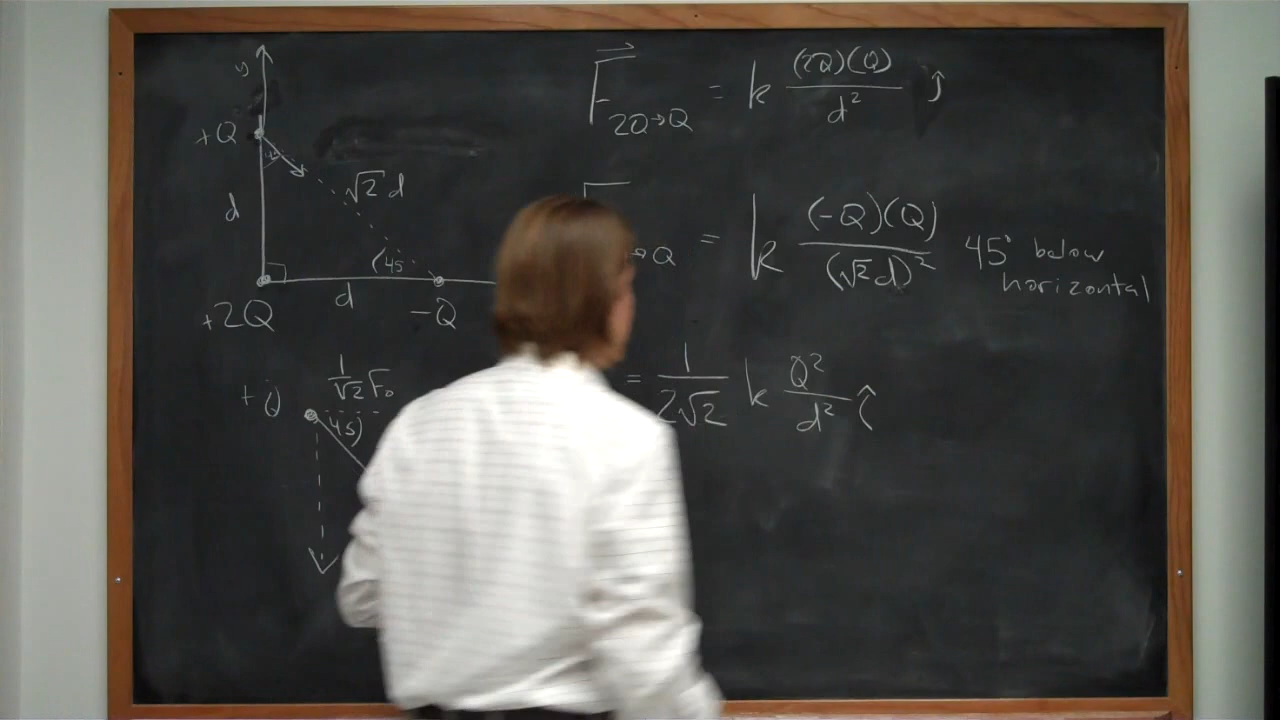 y
+Q
√2 d
d
(45
d
+2Q
-Q
+Q
1/√2 F₀
45)
F⃗ 2Q→Q = k (2Q)(Q)/d² ĵ
→Q = k (-Q)(Q)/(√2d)² 45° below
horizontal
= 1/2√2 k Q²/d² î